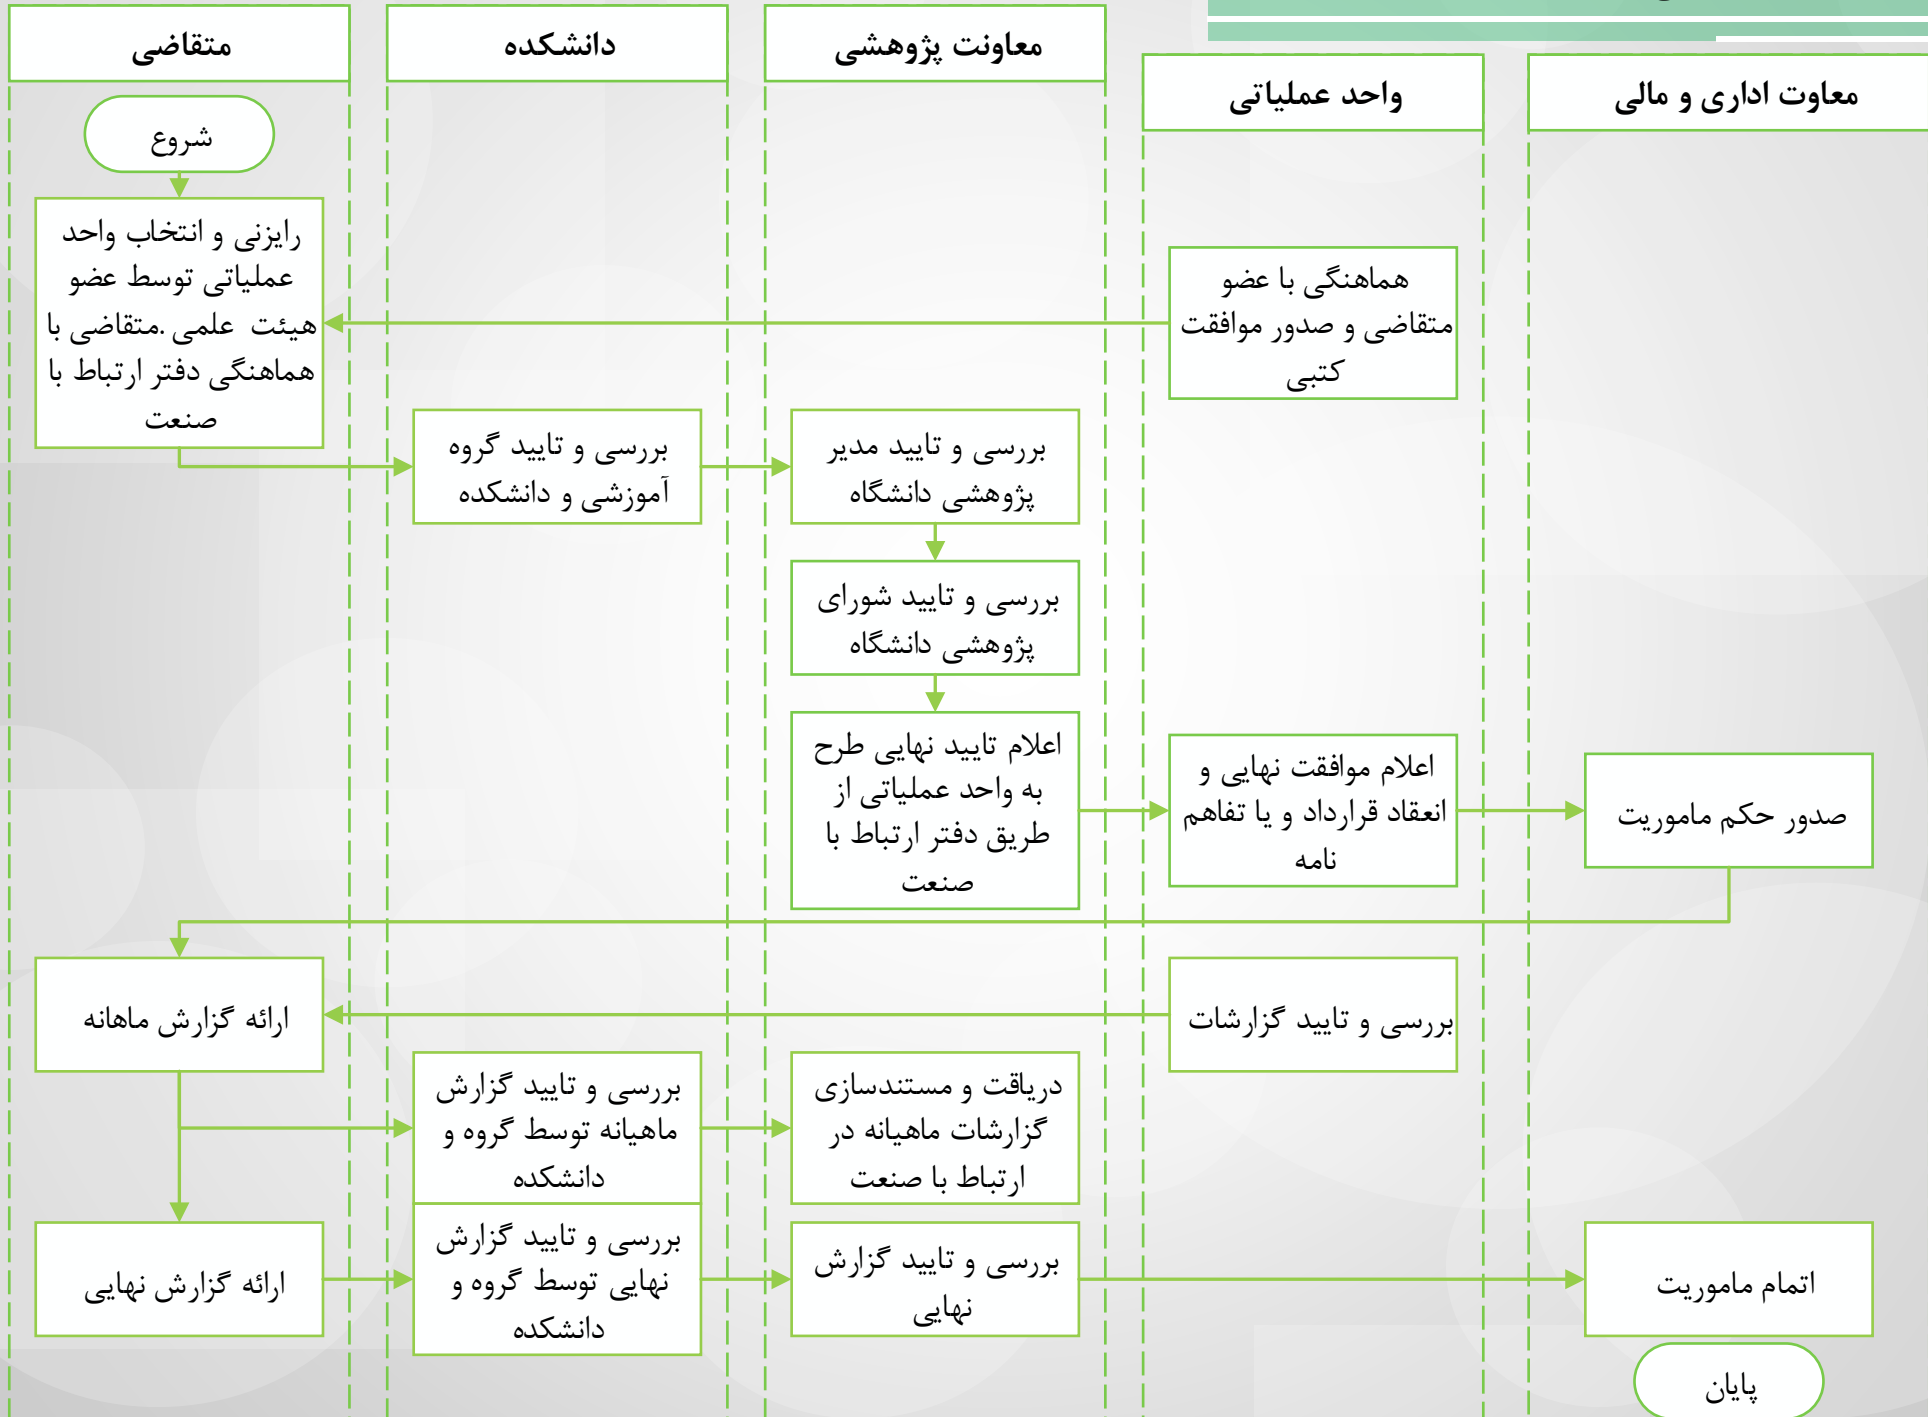 متقاضی
دانشکده
معاونت پژوهشی
واحد عملیاتی
معاوت اداری و مالی
شروع
رایزنی و انتخاب واحد
عملیاتی توسط عضو
هیئت علمی .متقاضی با
هماهنگی دفتر ارتباط با
صنعت
هماهنگی با عضو
متقاضی و صدور موافقت
کتبی
بررسی و تایید گروه
آموزشی و دانشکده
بررسی و تایید مدیر
پژوهشی دانشگاه
بررسی و تایید شورای
پژوهشی دانشگاه
اعلام تایید نهایی طرح
به واحد عملیاتی از
طریق دفتر ارتباط با
صنعت
اعلام موافقت نهایی و
انعقاد قرارداد و یا تفاهم
نامه
صدور حکم ماموریت
ارائه گزارش ماهانه
بررسی و تایید گزارشات
بررسی و تایید گزارش
ماهیانه توسط گروه و
دانشکده
دریاقت و مستندسازی
گزارشات ماهیانه در
ارتباط با صنعت
ارائه گزارش نهایی
بررسی و تایید گزارش
نهایی توسط گروه و
دانشکده
بررسی و تایید گزارش
نهایی
اتمام ماموریت
پایان